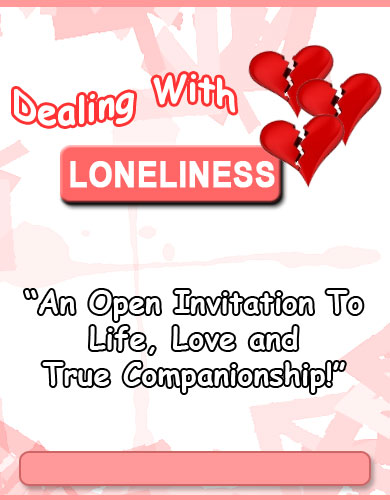 Dealing With
LONELINESS
“An Open Invitation To
Life, Love and
True Companionship!”